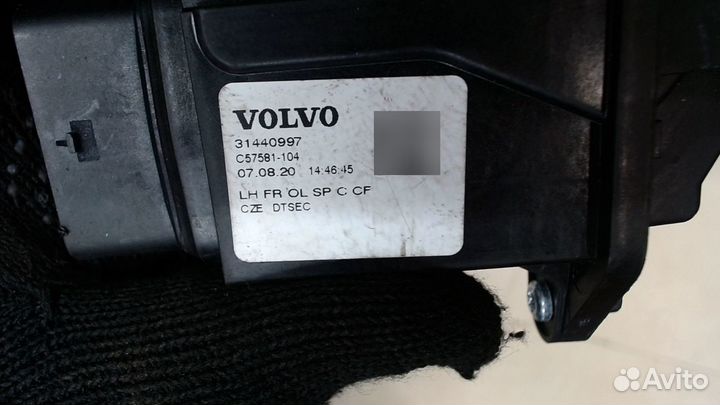 VOLVO
31440997
C57581-104
07.08.20 14:46:45
LH FR OL SP C CF
CZE DTSEC
Avito